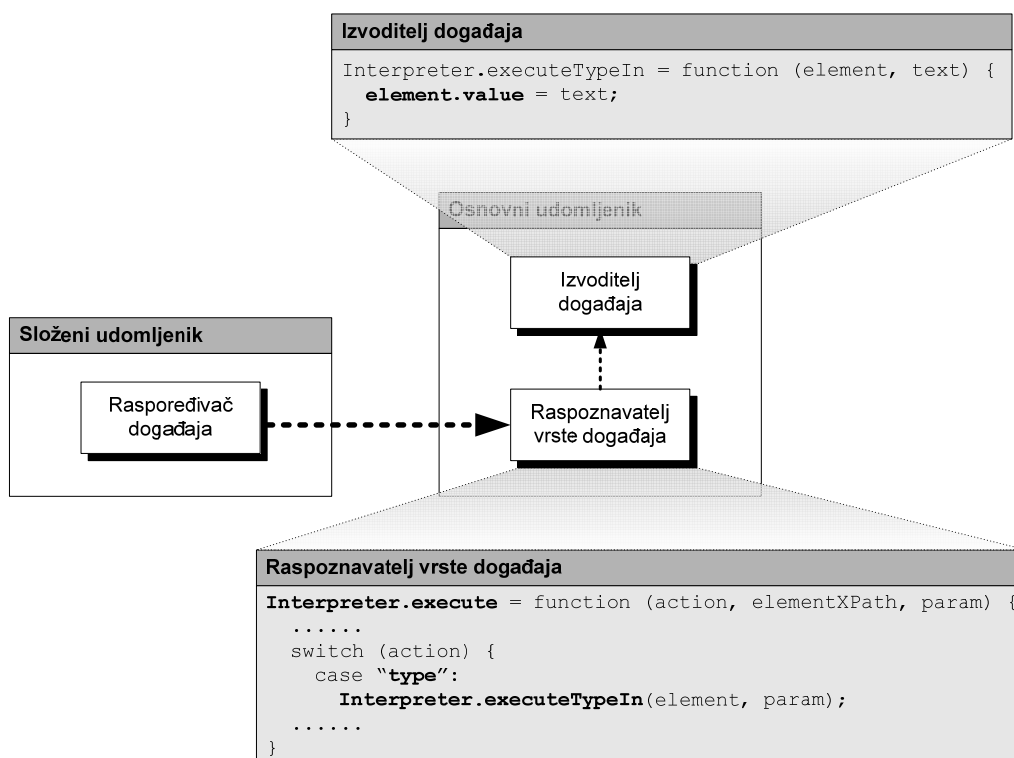 Izvoditelj događaja
Interpreter.executeTypeIn = function (element, text) {
element.value = text;
}
Osnovni udomljenik
Izvoditelj
događaja
Složeni udomljenik
Raspoređivač
događaja
Raspoznavatelj
vrste događaja
Raspoznavatelj vrste događaja
Interpreter.execute = function (action, elementXPath, param) {
......
switch (action) {
case “type”:
Interpreter.executeTypeIn(element, param);
......
}